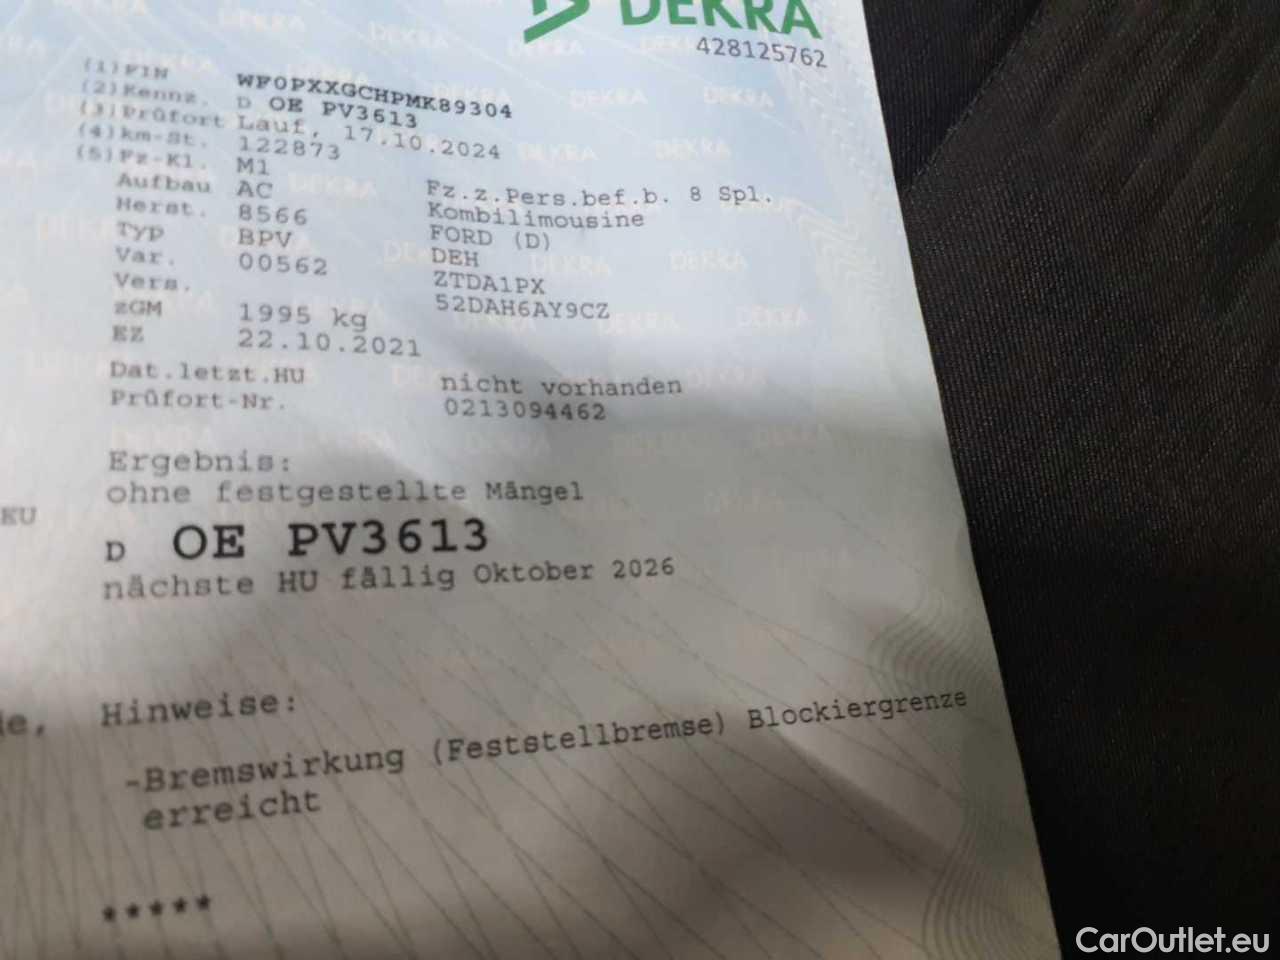 DEKRA
428125762
(1) FIN WF0PXXGCHPMK89304
(2) Kennz. D OE PV3613
(3) Prüfort Lauf, 17.10.2024
(4) km-St. 122873
(5) Fz-Kl. M1 Fz.z.Pers.bef.b. 8 Spl.
Aufbau AC Kombilimousine
Herst. 8566 FORD (D)
Typ BPV DEH
Var. 00562 ZTDA1PX
Vers. 52DAH6AY9CZ
zGM 1995 kg
EZ 22.10.2021
Dat.letzt.HU nicht vorhanden
Prüfort-Nr. 0213094462
Ergebnis:
ohne festgestellte Mängel
D OE PV3613
nächste HU fällig Oktober 2026
Hinweise:
-Bremswirkung (Feststellbremse) Blockiergrenze
erreicht
*****
CarOutlet.eu